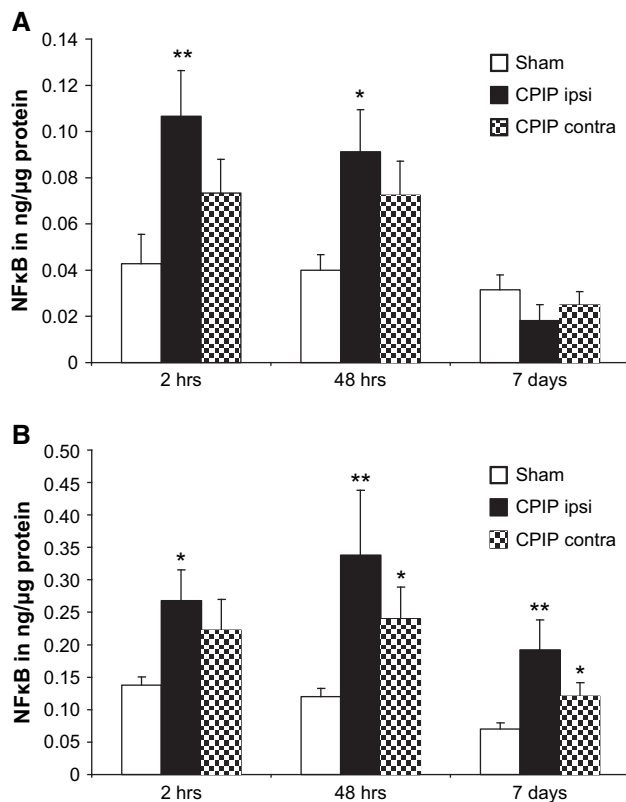 A
NFκB in ng/μg protein
0.14
0.12
0.10
0.08
0.06
0.04
0.02
0
**
*
Sham
CPIP ipsi
CPIP contra
2 hrs
48 hrs
7 days
B
NFκB in ng/μg protein
0.50
0.45
0.40
0.35
0.30
0.25
0.20
0.15
0.10
0.05
0
*
**
*
**
*
Sham
CPIP ipsi
CPIP contra
2 hrs
48 hrs
7 days